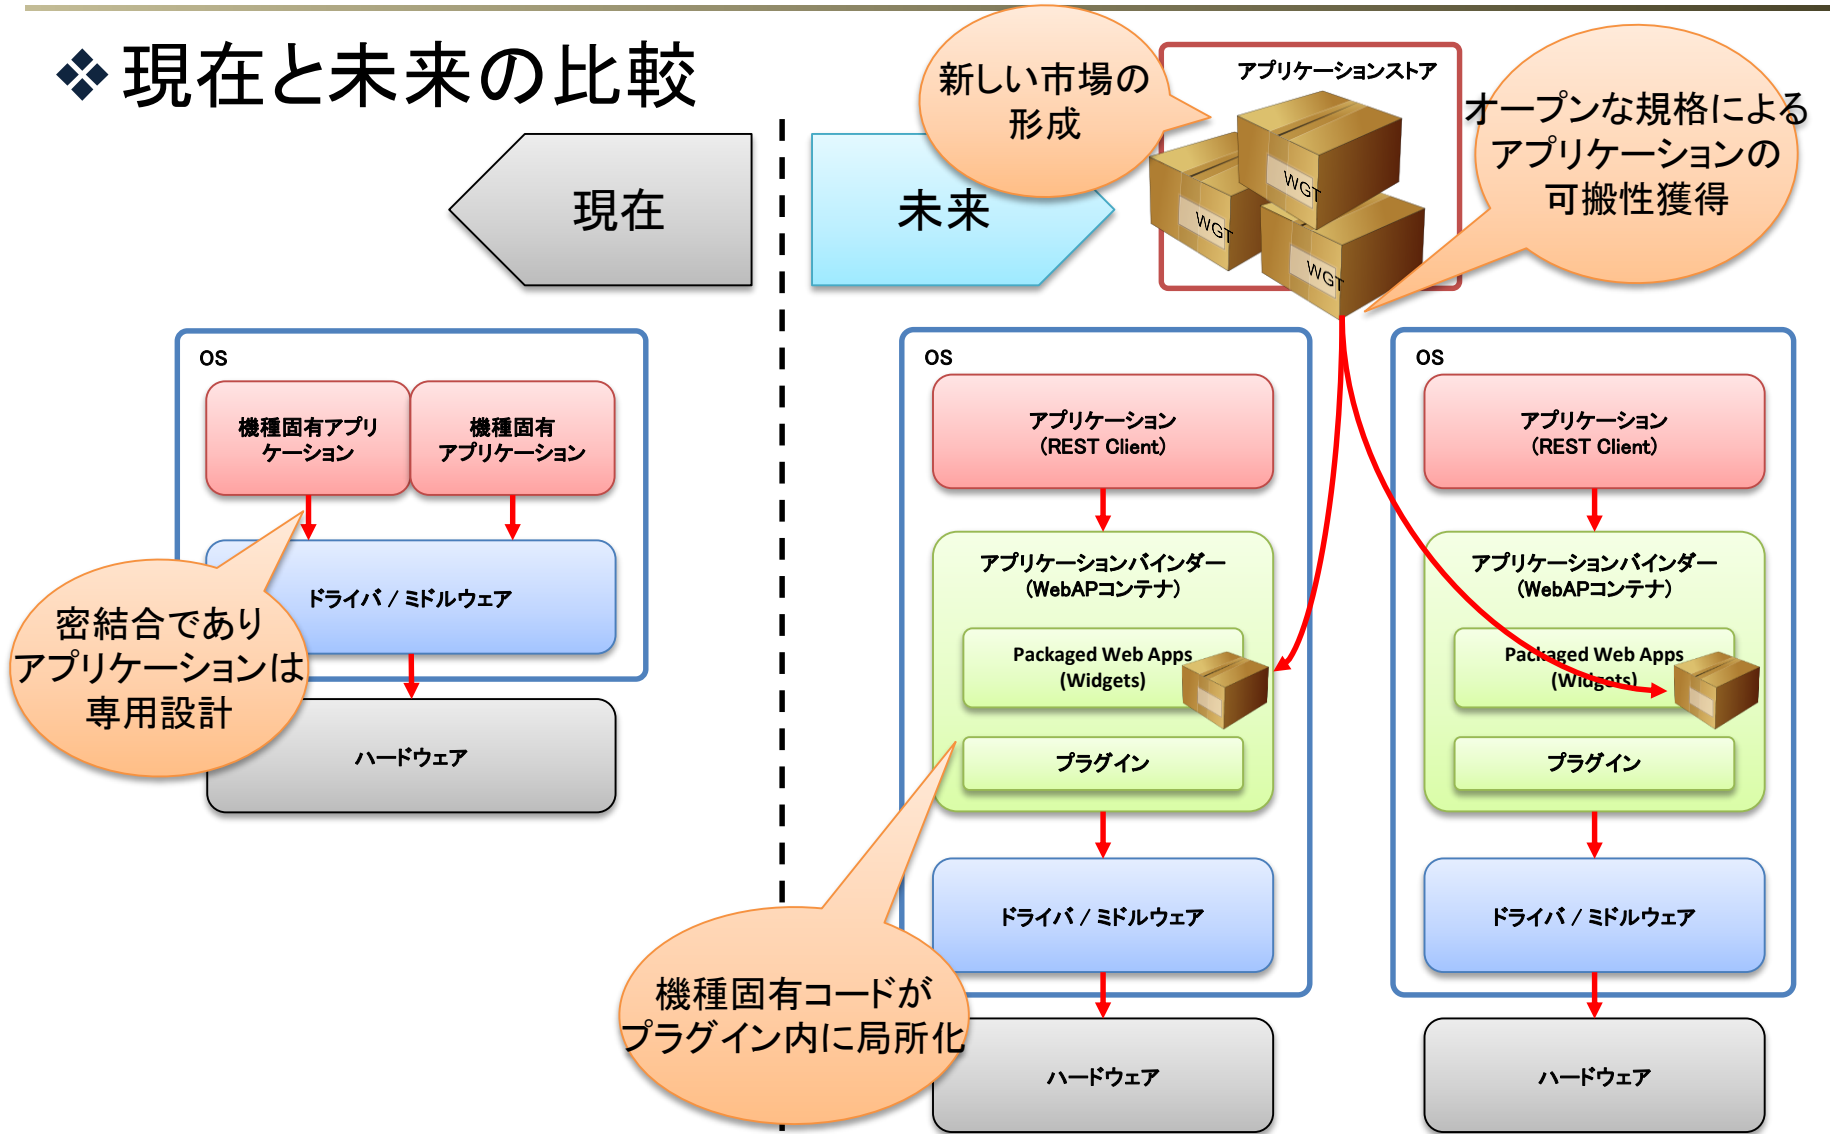 現在と未来の比較
現在
未来
新しい市場の
形成
アプリケーションストア
WGT
WGT
WGT
オープンな規格による
アプリケーションの
可搬性獲得
OS
機種固有アプリ
ケーション
機種固有
アプリケーション
ドライバ / ミドルウェア
ハードウェア
密結合であり
アプリケーションは
専用設計
OS
アプリケーション
(REST Client)
アプリケーションバインダー
(WebAPコンテナ)
Packaged Web Apps
(Widgets)
プラグイン
ドライバ / ミドルウェア
ハードウェア
機種固有コードが
プラグイン内に局所化
OS
アプリケーション
(REST Client)
アプリケーションバインダー
(WebAPコンテナ)
Packaged Web Apps
(Widgets)
プラグイン
ドライバ / ミドルウェア
ハードウェア